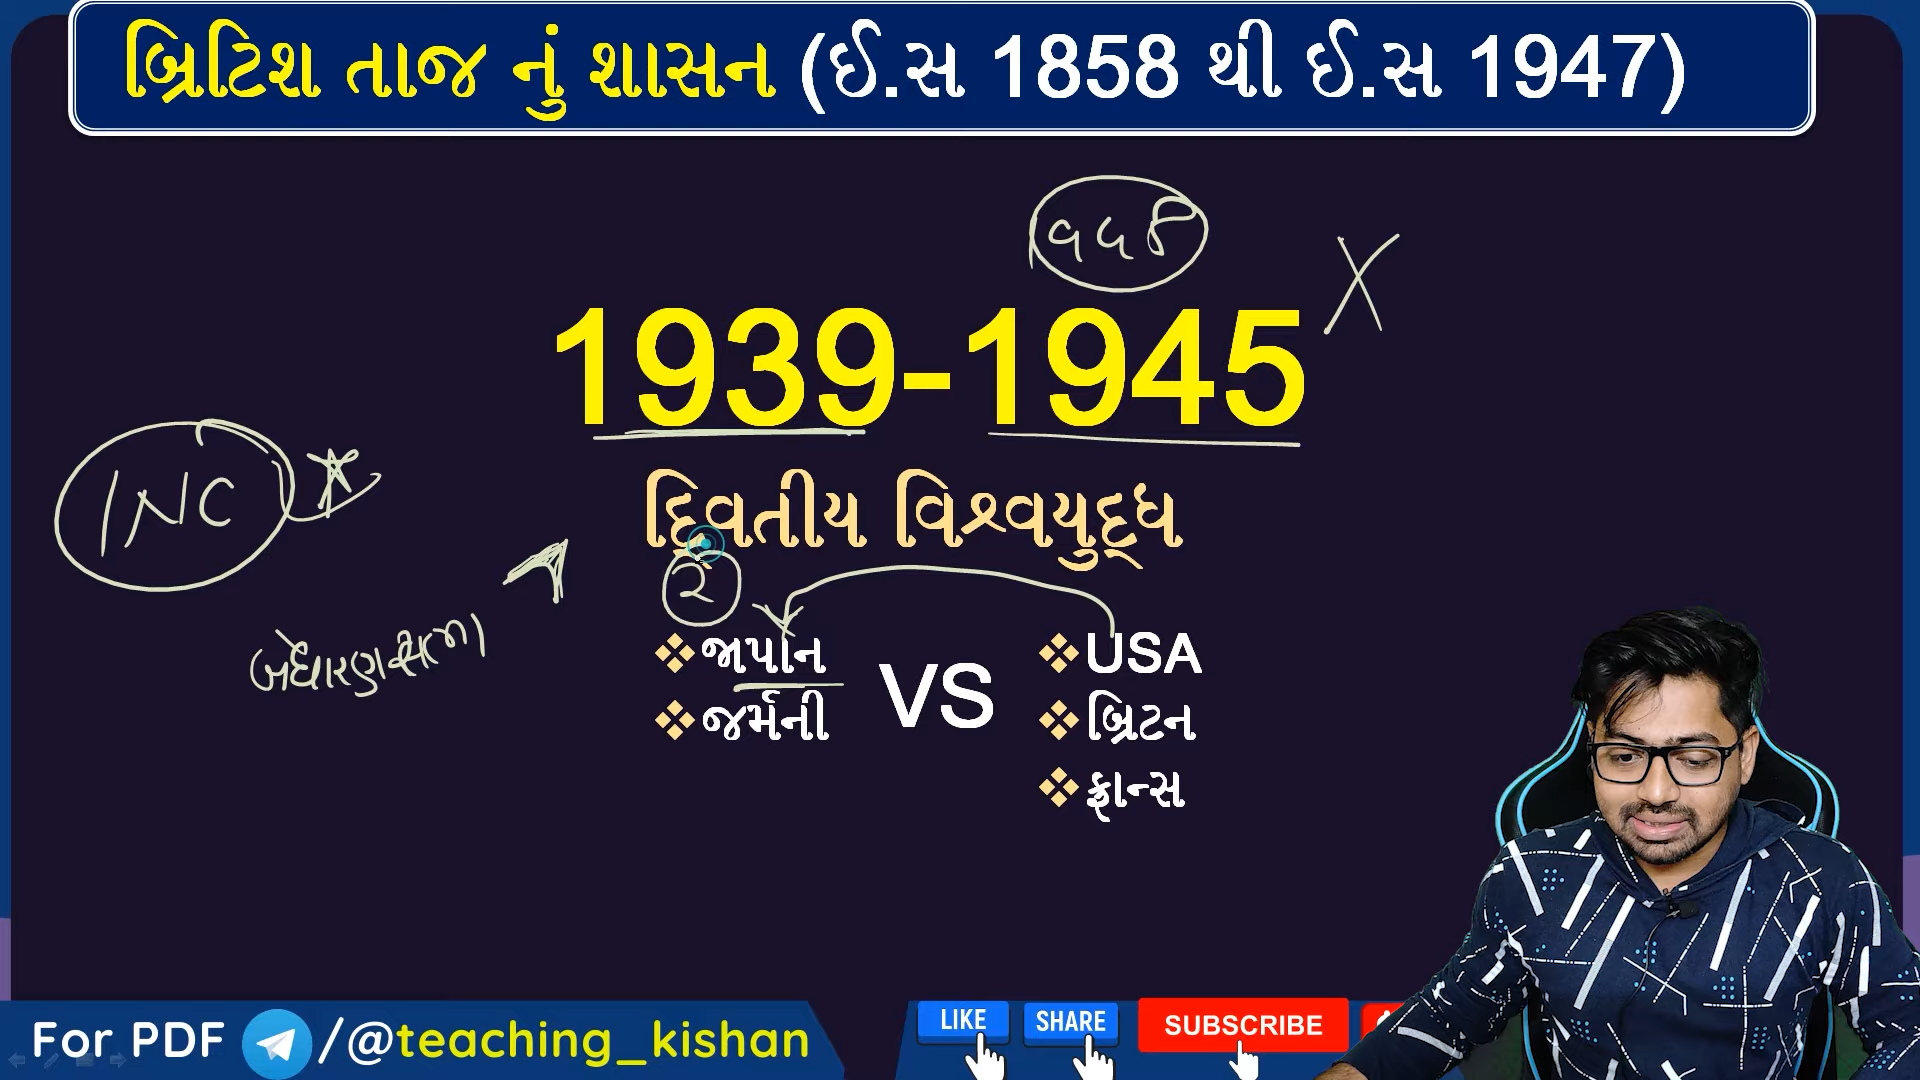 બ્રિટિશ તાજ નું શાસન (ઈ.સ 1858 થી ઈ.સ 1947)
1939-1945
INC
દ્વિતીય વિશ્વયુદ્ધ
૨
❖જાપાન
❖જર્મની
VS
❖USA
❖બ્રિટન
❖ફ્રાન્સ
For PDF /@teaching_kishan
LIKE
SHARE
SUBSCRIBE